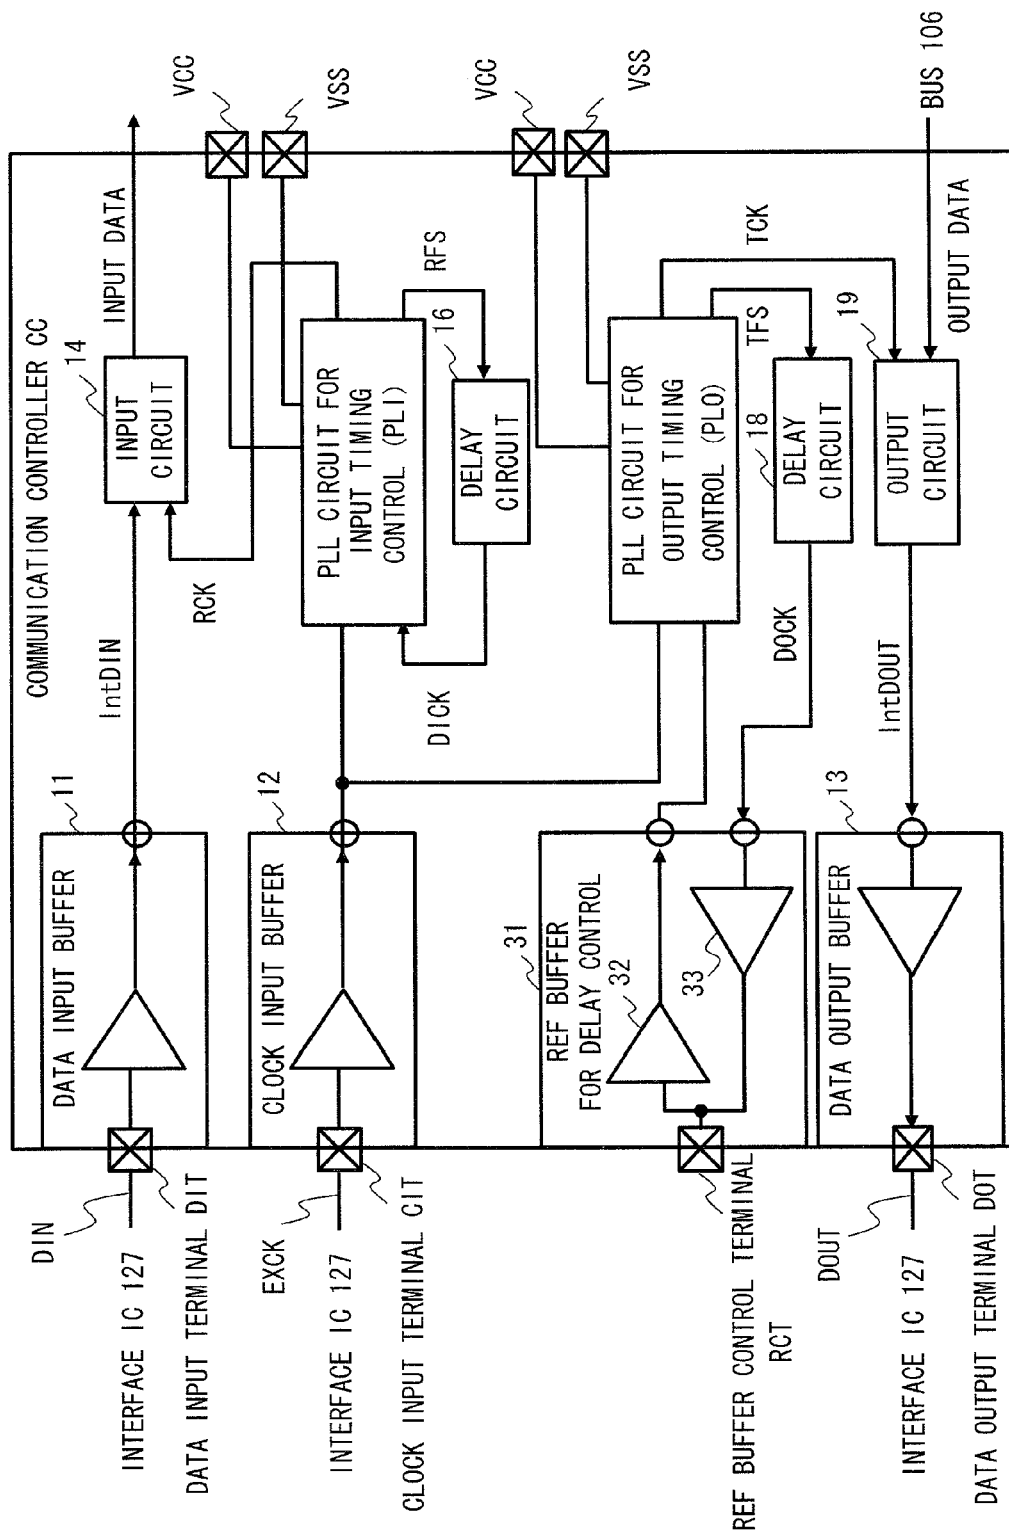 COMMUNICATION CONTROLLER CC
DIN
INTERFACE IC 127
DATA INPUT TERMINAL DIT
DATA INPUT BUFFER
11
IntDIN
14
INPUT
CIRCUIT
INPUT DATA
RCK
VCC
VSS
EXCK
INTERFACE IC 127
CLOCK INPUT TERMINAL CIT
CLOCK INPUT BUFFER
12
PLL CIRCUIT FOR
INPUT TIMING
CONTROL (PLI)
RFS
16
DELAY
CIRCUIT
DICK
VCC
VSS
REF BUFFER CONTROL TERMINAL
RCT
31
REF BUFFER
FOR DELAY CONTROL
32
33
PLL CIRCUIT FOR
OUTPUT TIMING
CONTROL (PLO)
TCK
TFS
18
DELAY
CIRCUIT
DOCK
DOUT
INTERFACE IC 127
DATA OUTPUT TERMINAL DOT
DATA OUTPUT BUFFER
13
IntDOUT
19
OUTPUT
CIRCUIT
OUTPUT DATA
BUS 106